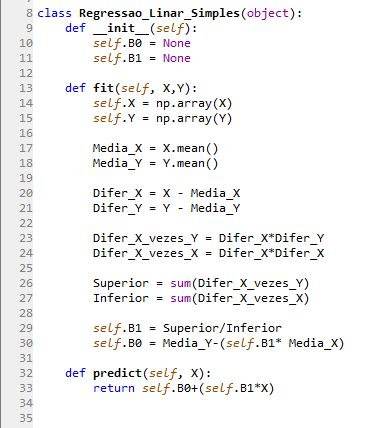 8 class Regressao_Linar_Simples(object):
9     def __init__(self):
10         self.B0 = None
11         self.B1 = None
12
13     def fit(self, X,Y):
14         self.X = np.array(X)
15         self.Y = np.array(Y)
16
17         Media_X = X.mean()
18         Media_Y = Y.mean()
19
20         Difer_X = X - Media_X
21         Difer_Y = Y - Media_Y
22
23         Difer_X_vezes_Y = Difer_X*Difer_Y
24         Difer_X_vezes_X = Difer_X*Difer_X
25
26         Superior = sum(Difer_X_vezes_Y)
27         Inferior = sum(Difer_X_vezes_X)
28
29         self.B1 = Superior/Inferior
30         self.B0 = Media_Y-(self.B1* Media_X)
31
32     def predict(self, X):
33         return self.B0+(self.B1*X)
34
35